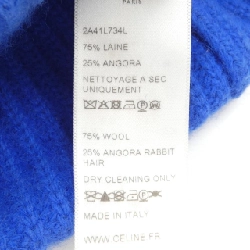 PARIS
2A41L734L
75% LAINE
25% ANGORA
NETTOYAGE A SEC
UNIQUEMENT
75% WOOL
25% ANGORA RABBIT
HAIR
DRY CLEANING ONLY
MADE IN ITALY
WWW.CELINE.FR